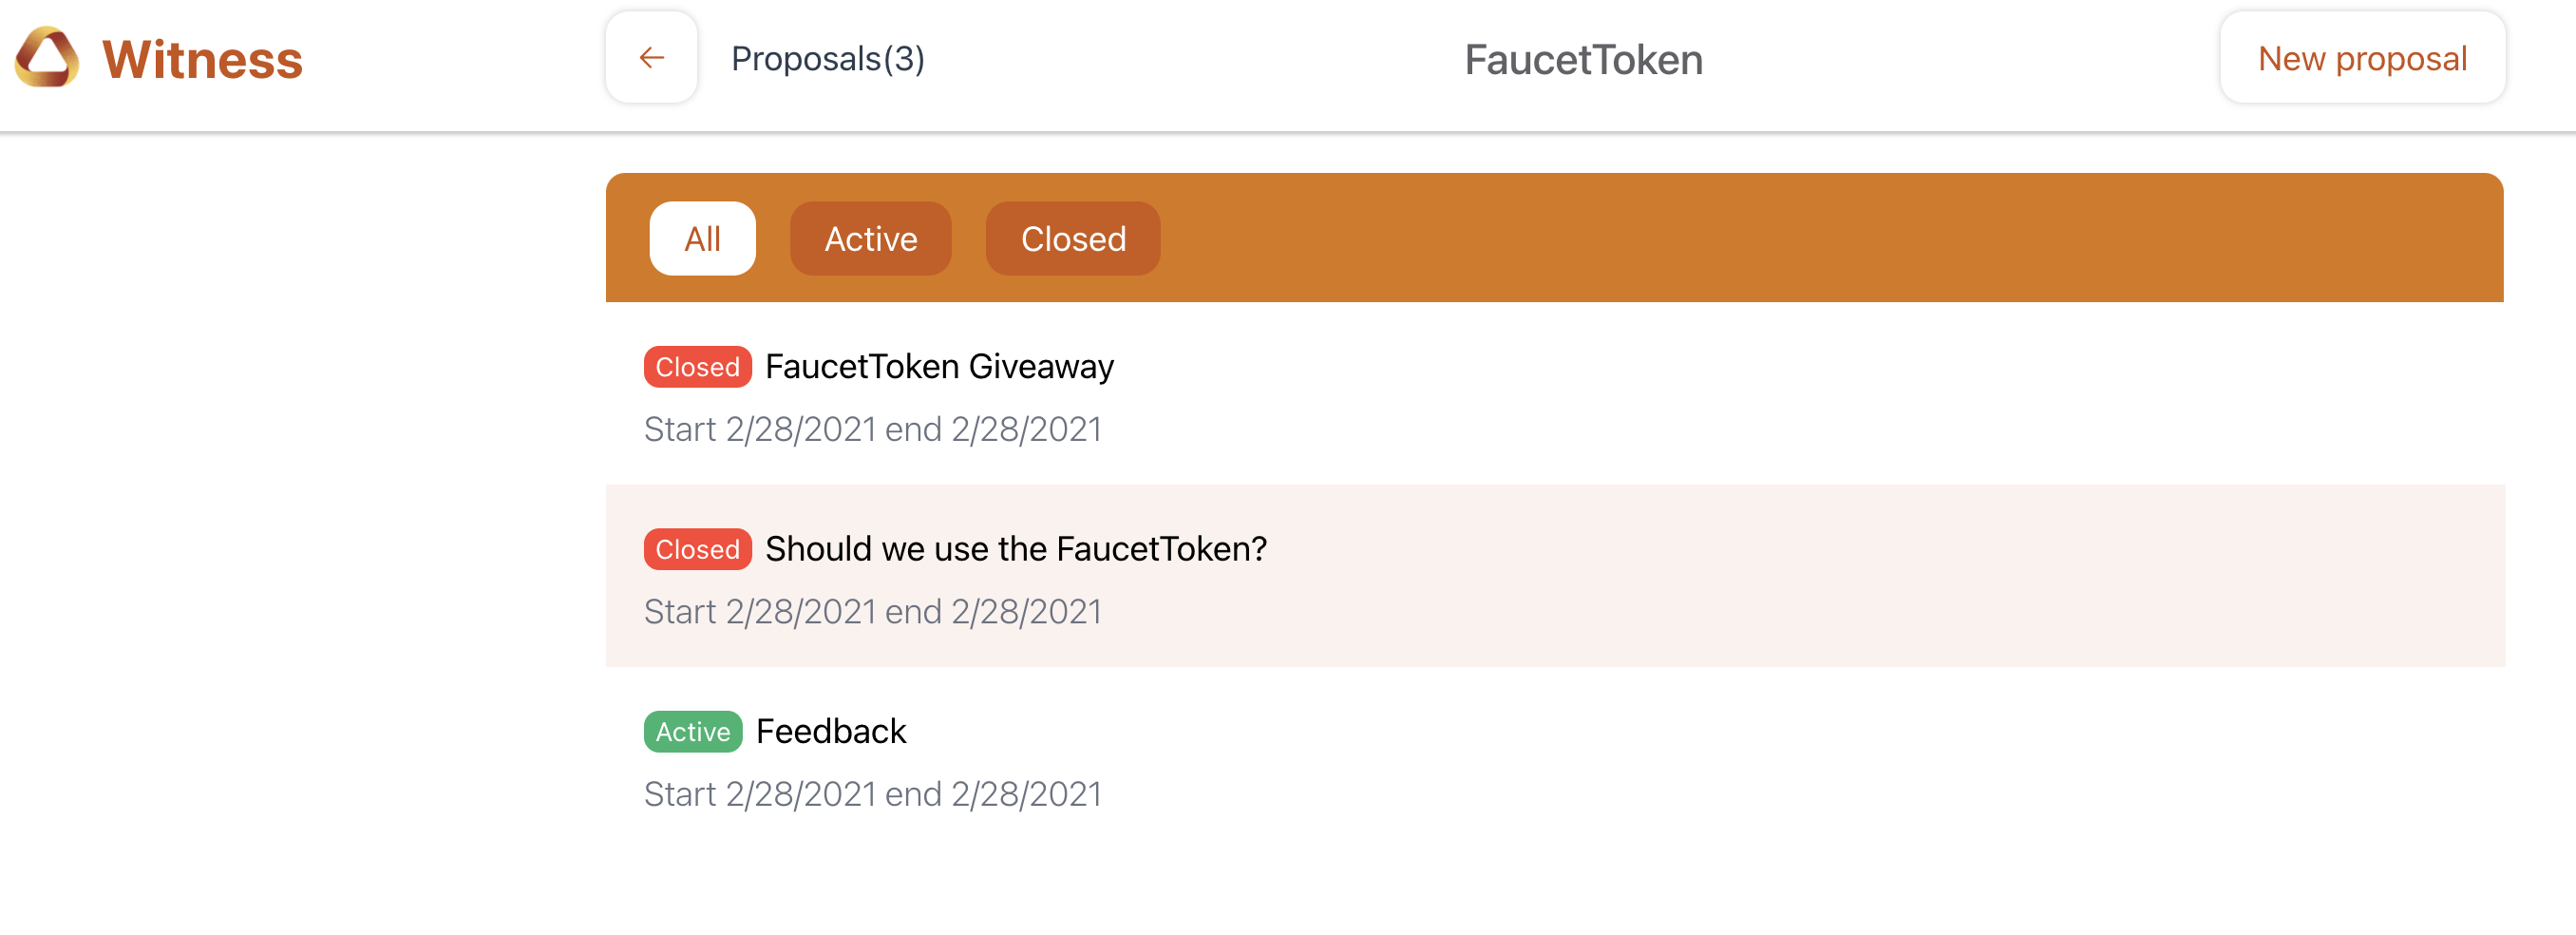 Witness
Proposals(3)
FaucetToken
New proposal
All
Active
Closed
Closed FaucetToken Giveaway
Start 2/28/2021 end 2/28/2021
Closed Should we use the FaucetToken?
Start 2/28/2021 end 2/28/2021
Active Feedback
Start 2/28/2021 end 2/28/2021